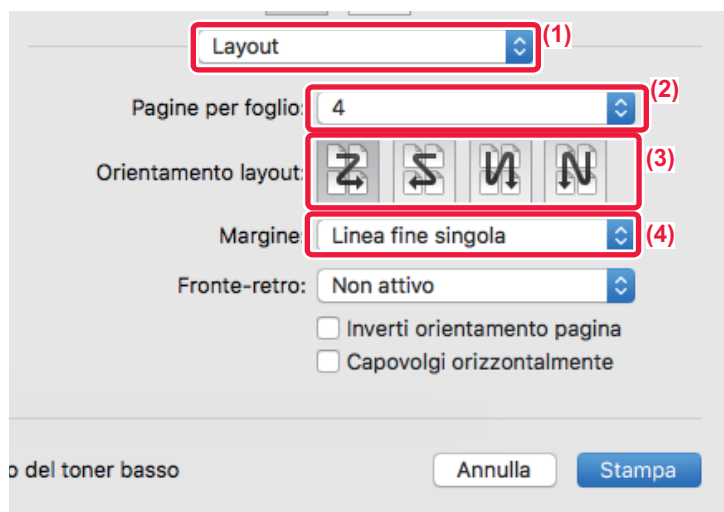 Layout
(1)
Pagine per foglio: 4
(2)
Orientamento layout:
(3)
Margine: Linea fine singola
(4)
Fronte-retro: Non attivo
Inverti orientamento pagina
Capovolgi orizzontalmente
o del toner basso
Annulla
Stampa